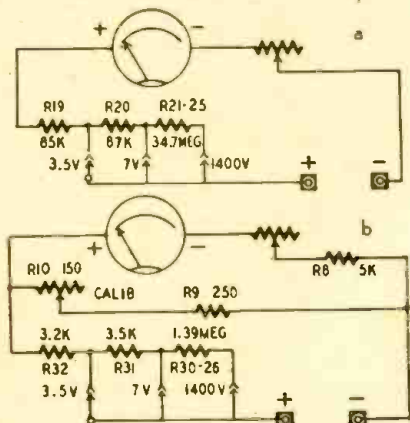 a
+ −
R19 R20 R21-25
85K 87K 34.7MEG
3.5V 7V 1400V
+ −
b
+ −
R10 150 R8 5K
CALIB R9 250
3.2K 3.5K 1.39MEG
R32 R31 R30-26
3.5V 7V 1400V
+ −